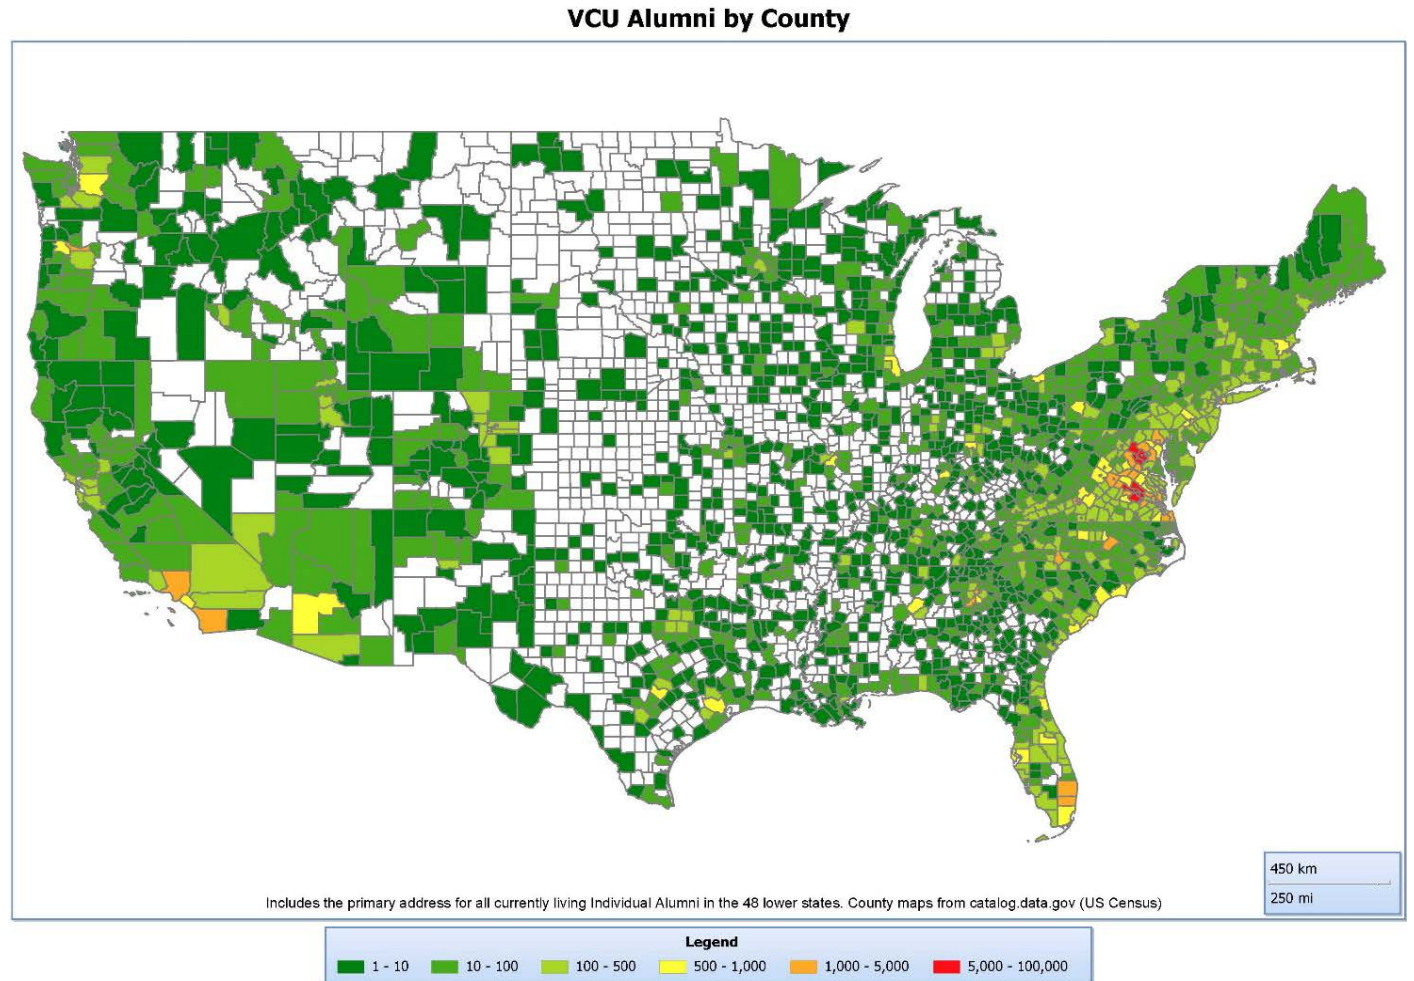 VCU Alumni by County
450 km
250 mi
Includes the primary address for all currently living Individual Alumni in the 48 lower states. County maps from catalog.data.gov (US Census)
Legend
1 - 10 10 - 100 100 - 500 500 - 1,000 1,000 - 5,000 5,000 - 100,000